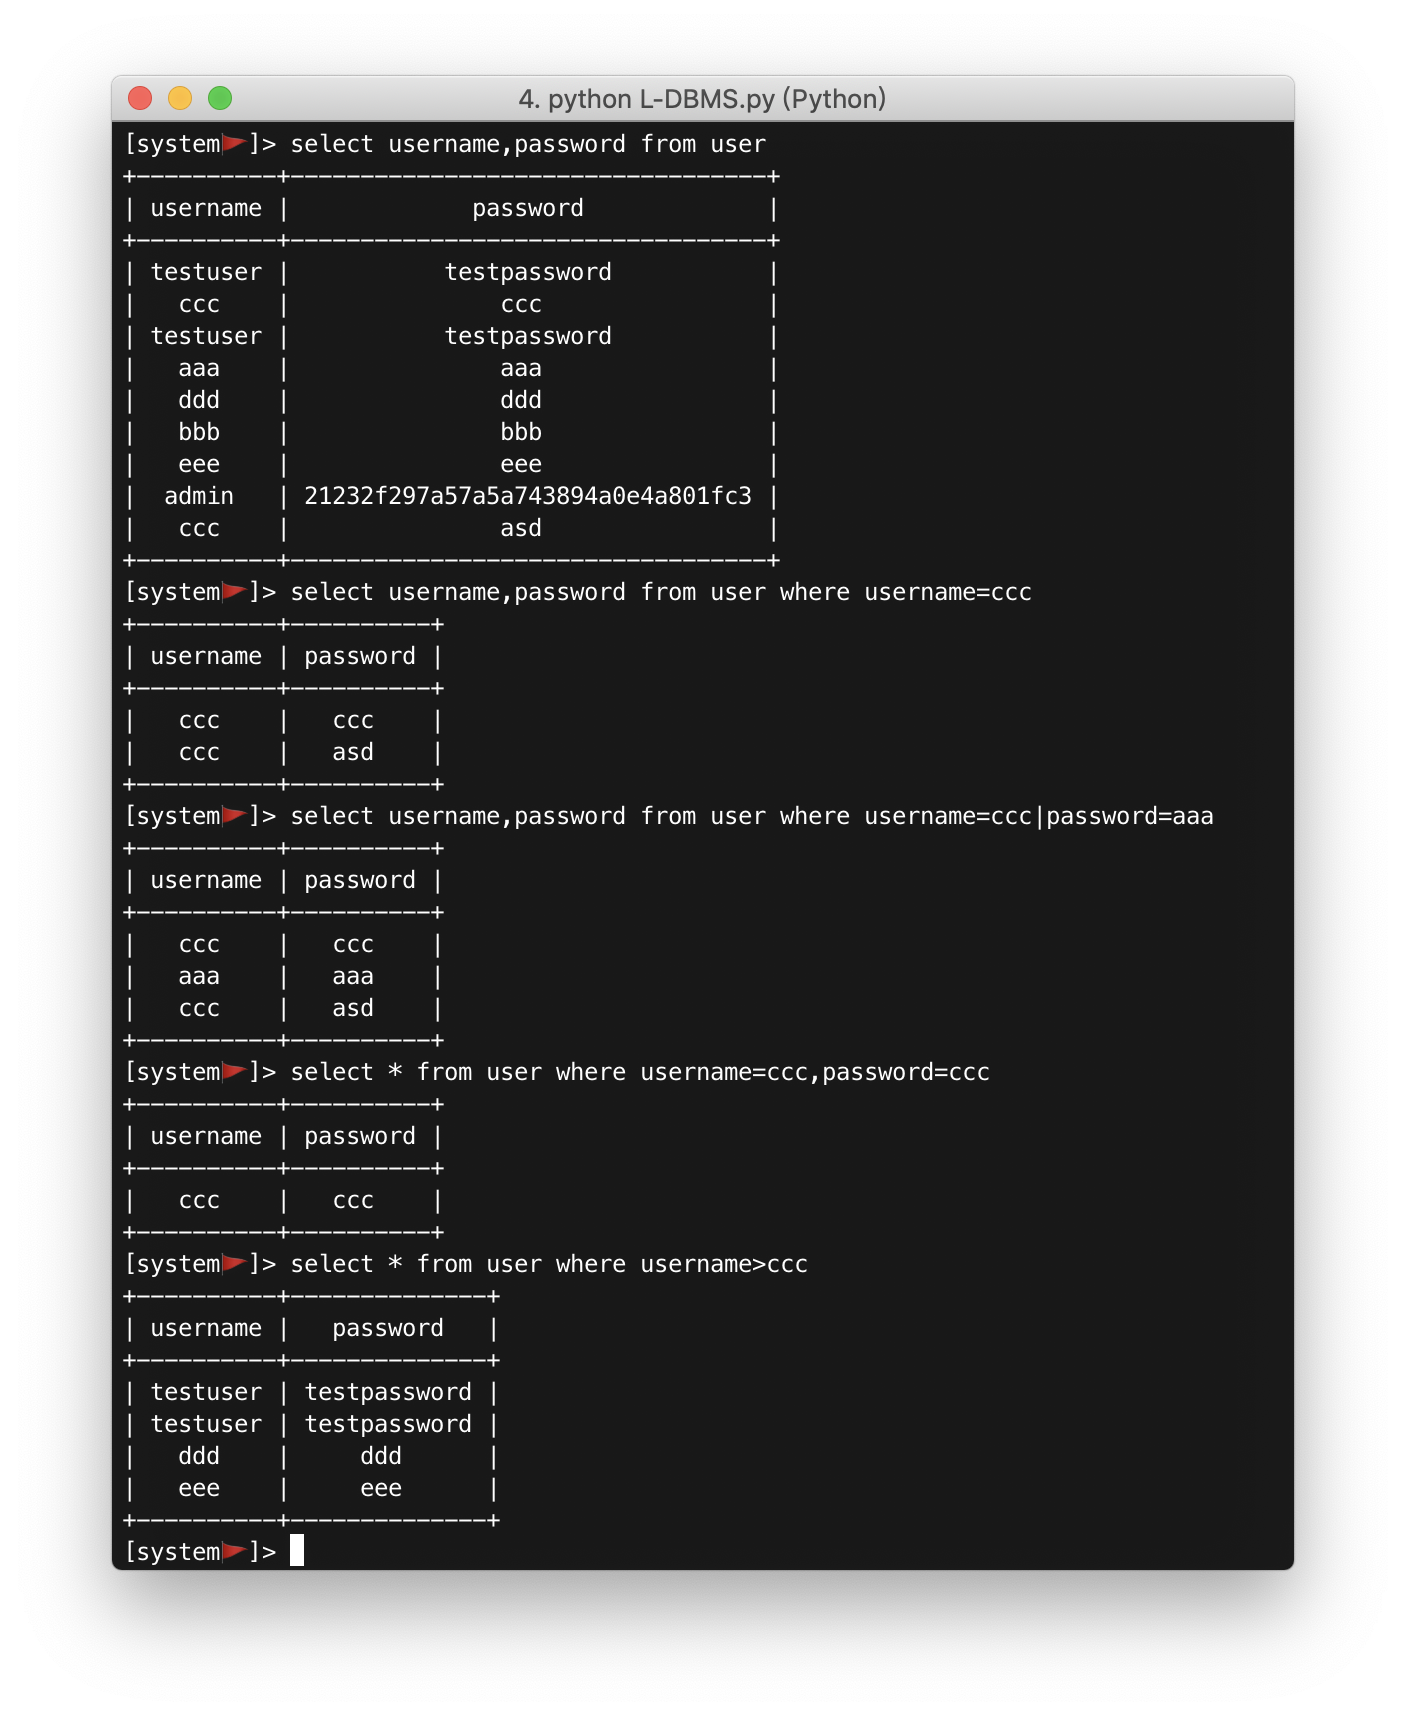 4. python L-DBMS.py (Python)
[system🚩]> select username,password from user
+----------+----------------------------------+
| username |             password             |
+----------+----------------------------------+
| testuser |           testpassword           |
|   ccc    |               ccc                |
| testuser |           testpassword           |
|   aaa    |               aaa                |
|   ddd    |               ddd                |
|   bbb    |               bbb                |
|   eee    |               eee                |
|  admin   | 21232f297a57a5a743894a0e4a801fc3 |
|   ccc    |               asd                |
+----------+----------------------------------+
[system🚩]> select username,password from user where username=ccc
+----------+----------+
| username | password |
+----------+----------+
|   ccc    |   ccc    |
|   ccc    |   asd    |
+----------+----------+
[system🚩]> select username,password from user where username=ccc|password=aaa
+----------+----------+
| username | password |
+----------+----------+
|   ccc    |   ccc    |
|   aaa    |   aaa    |
|   ccc    |   asd    |
+----------+----------+
[system🚩]> select * from user where username=ccc,password=ccc
+----------+----------+
| username | password |
+----------+----------+
|   ccc    |   ccc    |
+----------+----------+
[system🚩]> select * from user where username>ccc
+----------+--------------+
| username |   password   |
+----------+--------------+
| testuser | testpassword |
| testuser | testpassword |
|   ddd    |     ddd      |
|   eee    |     eee      |
+----------+--------------+
[system🚩]>